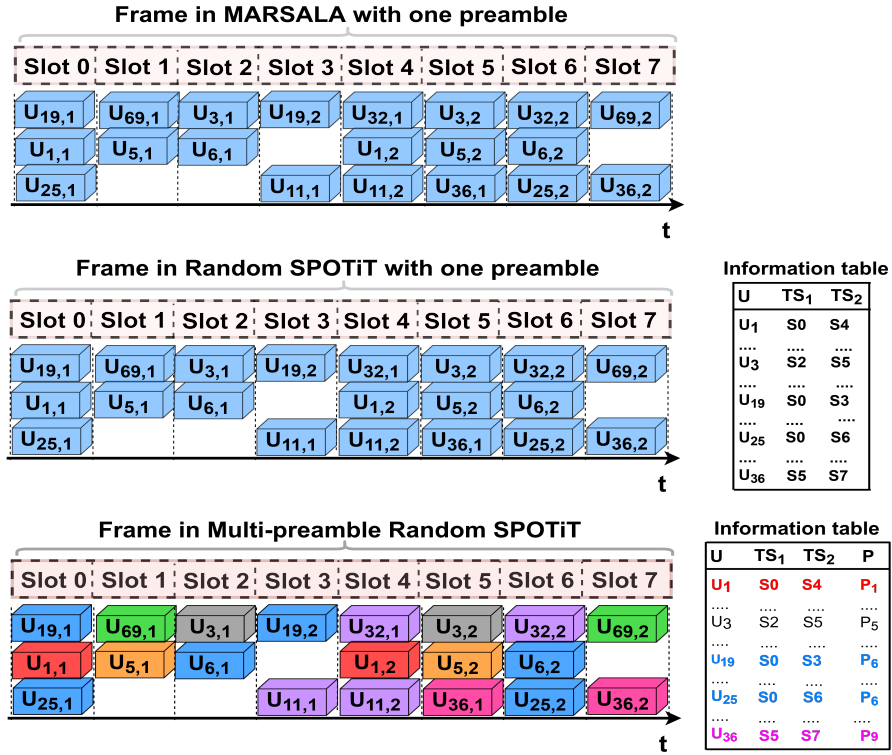 Frame in MARSALA with one preamble
Slot 0 Slot 1 Slot 2 Slot 3 Slot 4 Slot 5 Slot 6 Slot 7
U19,1 U69,1 U3,1 U19,2 U32,1 U3,2 U32,2 U69,2
U1,1 U5,1 U6,1 U1,2 U5,2 U6,2
U25,1 U11,1 U11,2 U36,1 U25,2 U36,2
t
Frame in Random SPOTiT with one preamble
Slot 0 Slot 1 Slot 2 Slot 3 Slot 4 Slot 5 Slot 6 Slot 7
U19,1 U69,1 U3,1 U19,2 U32,1 U3,2 U32,2 U69,2
U1,1 U5,1 U6,1 U1,2 U5,2 U6,2
U25,1 U11,1 U11,2 U36,1 U25,2 U36,2
t
Information table
U TS1 TS2
U1 S0 S4
.... .... ....
U3 S2 S5
.... .... ....
U19 S0 S3
.... .... ....
U25 S0 S6
.... .... ....
U36 S5 S7
Frame in Multi-preamble Random SPOTiT
Slot 0 Slot 1 Slot 2 Slot 3 Slot 4 Slot 5 Slot 6 Slot 7
U19,1 U69,1 U3,1 U19,2 U32,1 U3,2 U32,2 U69,2
U1,1 U5,1 U6,1 U1,2 U5,2 U6,2
U25,1 U11,1 U11,2 U36,1 U25,2 U36,2
t
Information table
U TS1 TS2 P
U1 S0 S4 P1
.... .... .... ....
U3 S2 S5 P5
.... .... .... ....
U19 S0 S3 P6
.... .... .... ....
U25 S0 S6 P6
.... .... .... ....
U36 S5 S7 P9